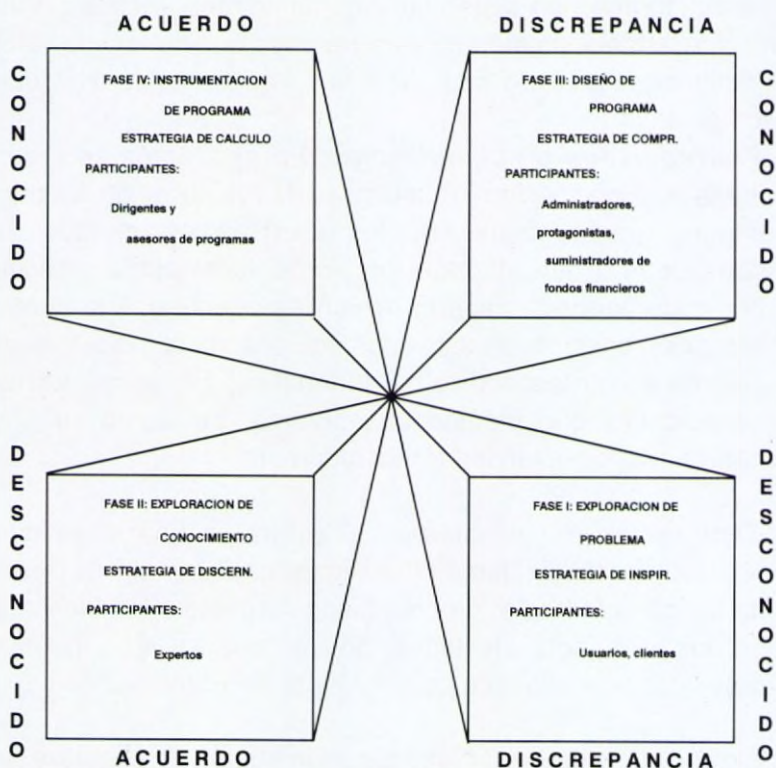 ACUERDO
DISCREPANCIA
CONOCIDO
FASE IV: INSTRUMENTACION
DE PROGRAMA
ESTRATEGIA DE CALCULO
PARTICIPANTES:
Dirigentes y
asesores de programas
FASE III: DISEÑO DE
PROGRAMA
ESTRATEGIA DE COMPR.
PARTICIPANTES:
Administradores,
protagonistas,
suministradores de
fondos financieros
CONOCIDO
DESCONOCIDO
FASE II: EXPLORACION DE
CONOCIMIENTO
ESTRATEGIA DE DISCERN.
PARTICIPANTES:
Expertos
FASE I: EXPLORACION DE
PROBLEMA
ESTRATEGIA DE INSPIR.
PARTICIPANTES:
Usuarios, clientes
DESCONOCIDO
ACUERDO
DISCREPANCIA